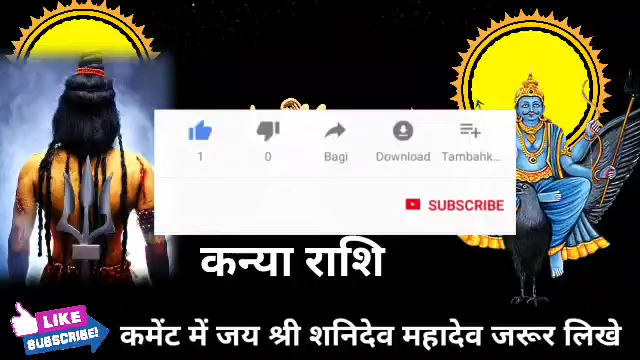 1 0 Bagi Download Tambahk...
SUBSCRIBE
कन्या राशि
LIKE
SUBSCRIBE!
कमेंट में जय श्री शनिदेव महादेव जरूर लिखे